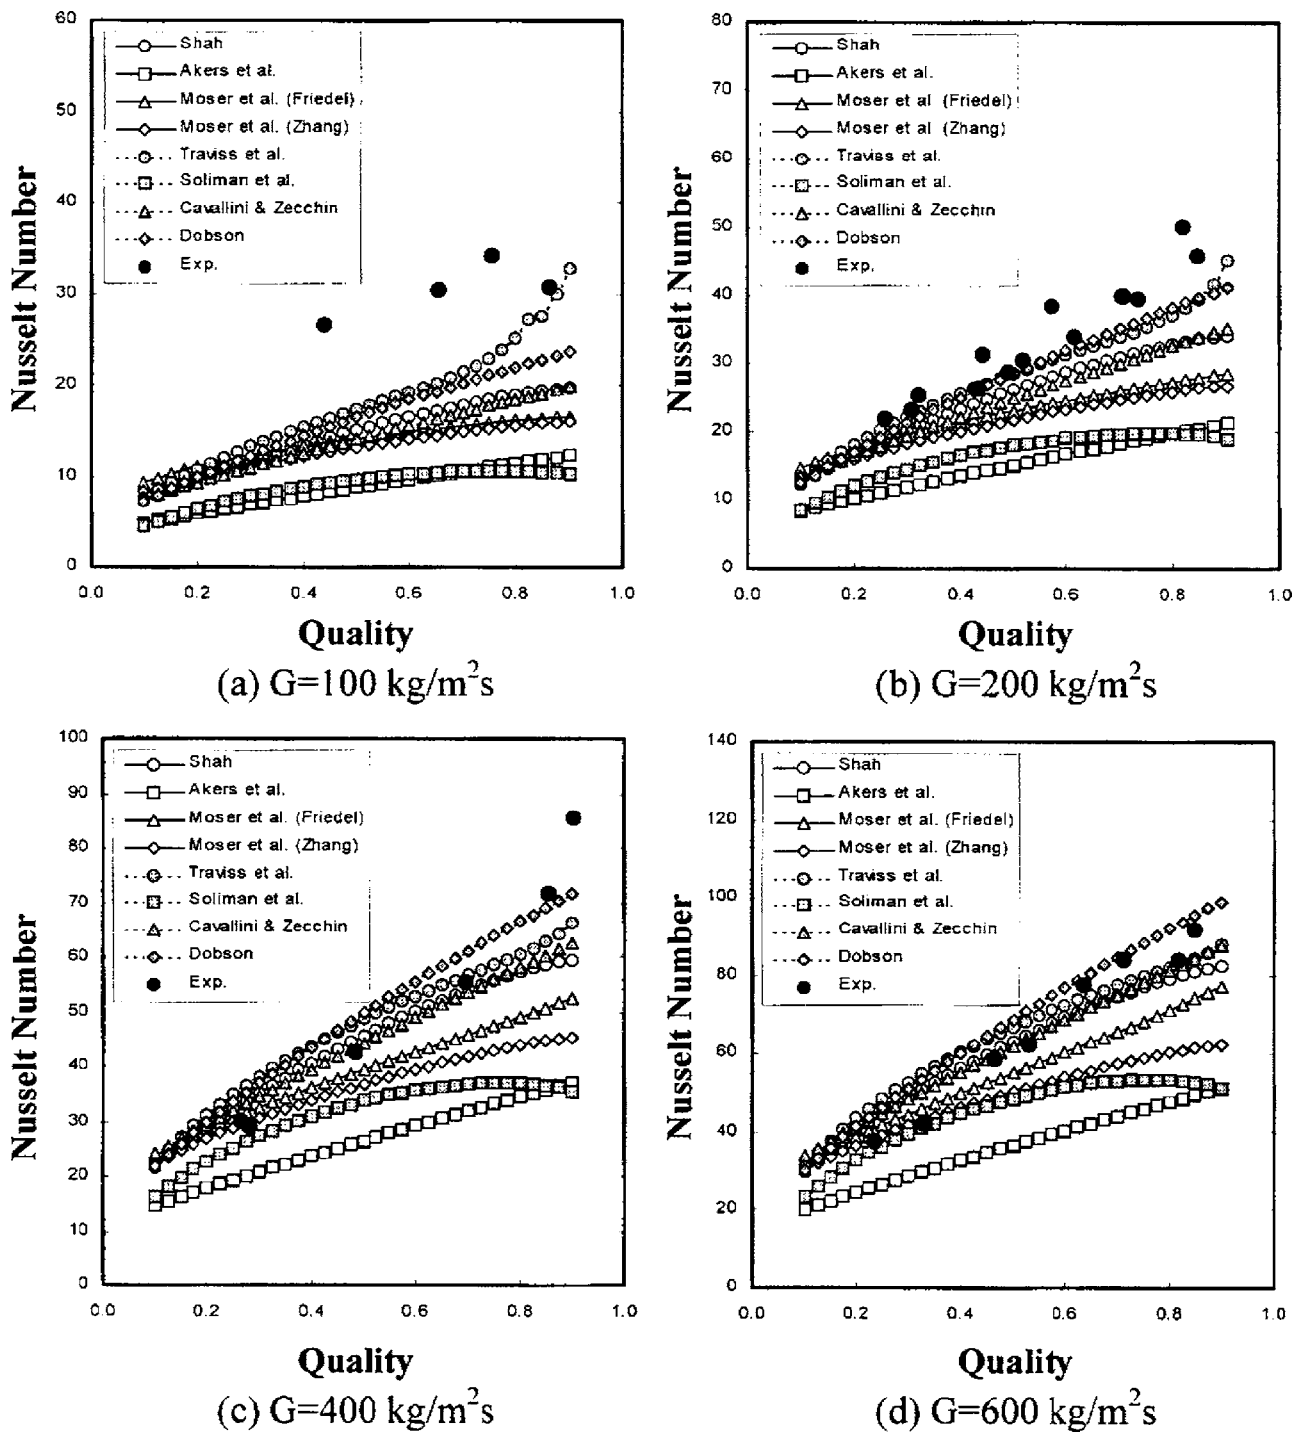 60
50
40
30
20
10
0
Nusselt Number
Shah
Akers et al.
Moser et al. (Friedel)
Moser et al. (Zhang)
Traviss et al.
Soliman et al.
Cavallini & Zecchin
Dobson
Exp.
0.0 0.2 0.4 0.6 0.8 1.0
Quality
(a) G=100 kg/m²s
80
70
60
50
40
30
20
10
0
Nusselt Number
Shah
Akers et al.
Moser et al (Friedel)
Moser et al (Zhang)
Traviss et al.
Soliman et al.
Cavallini & Zecchin
Dobson
Exp.
0.0 0.2 0.4 0.6 0.8 1.0
Quality
(b) G=200 kg/m²s
100
90
80
70
60
50
40
30
20
10
0
Nusselt Number
Shah
Akers et al.
Moser et al. (Friedel)
Moser et al. (Zhang)
Traviss et al.
Soliman et al.
Cavallini & Zecchin
Dobson
Exp.
0.0 0.2 0.4 0.6 0.8 1.0
Quality
(c) G=400 kg/m²s
140
120
100
80
60
40
20
0
Nusselt Number
Shah
Akers et al.
Moser et al. (Friedel)
Moser et al. (Zhang)
Traviss et al.
Soliman et al.
Cavallini & Zecchin
Dobson
Exp.
0.0 0.2 0.4 0.6 0.8 1.0
Quality
(d) G=600 kg/m²s